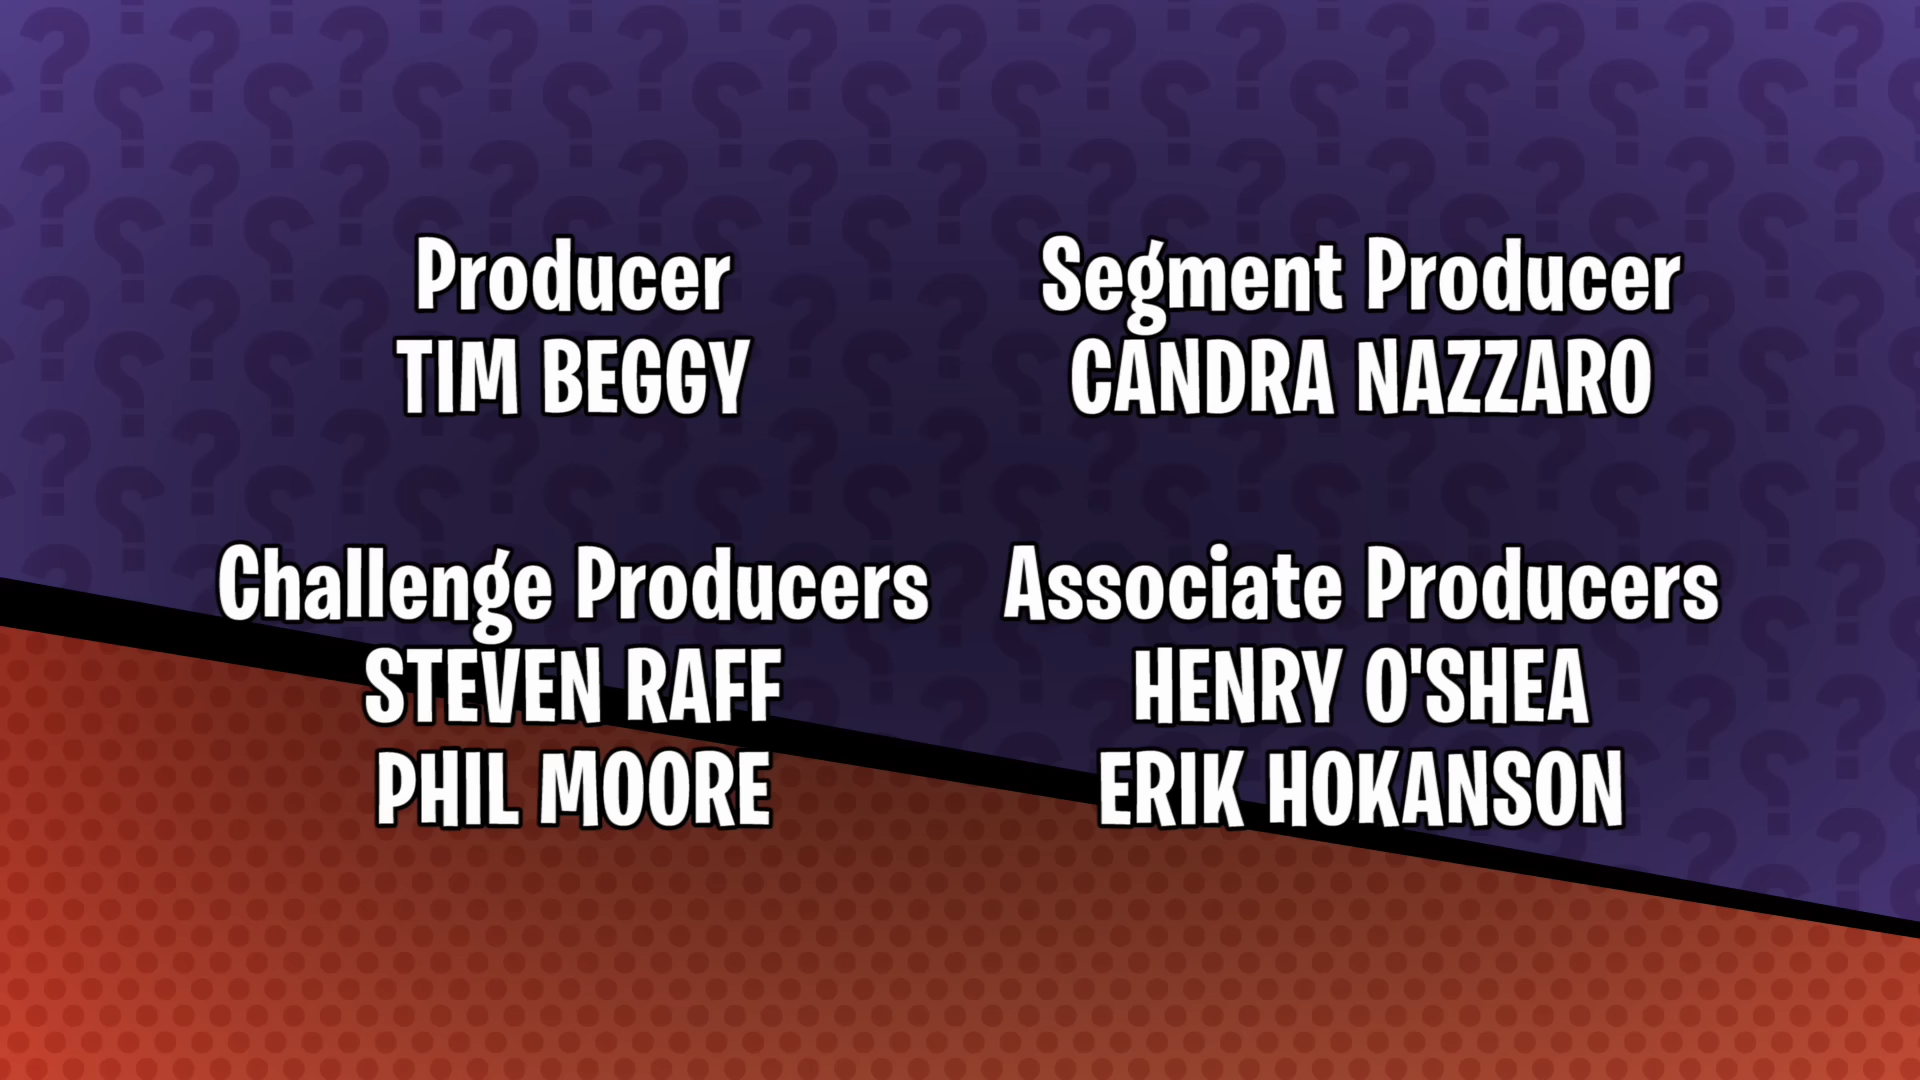 Producer
TIM BEGGY
Segment Producer
CANDRA NAZZARO
Challenge Producers
STEVEN RAFF
PHIL MOORE
Associate Producers
HENRY O'SHEA
ERIK HOKANSON